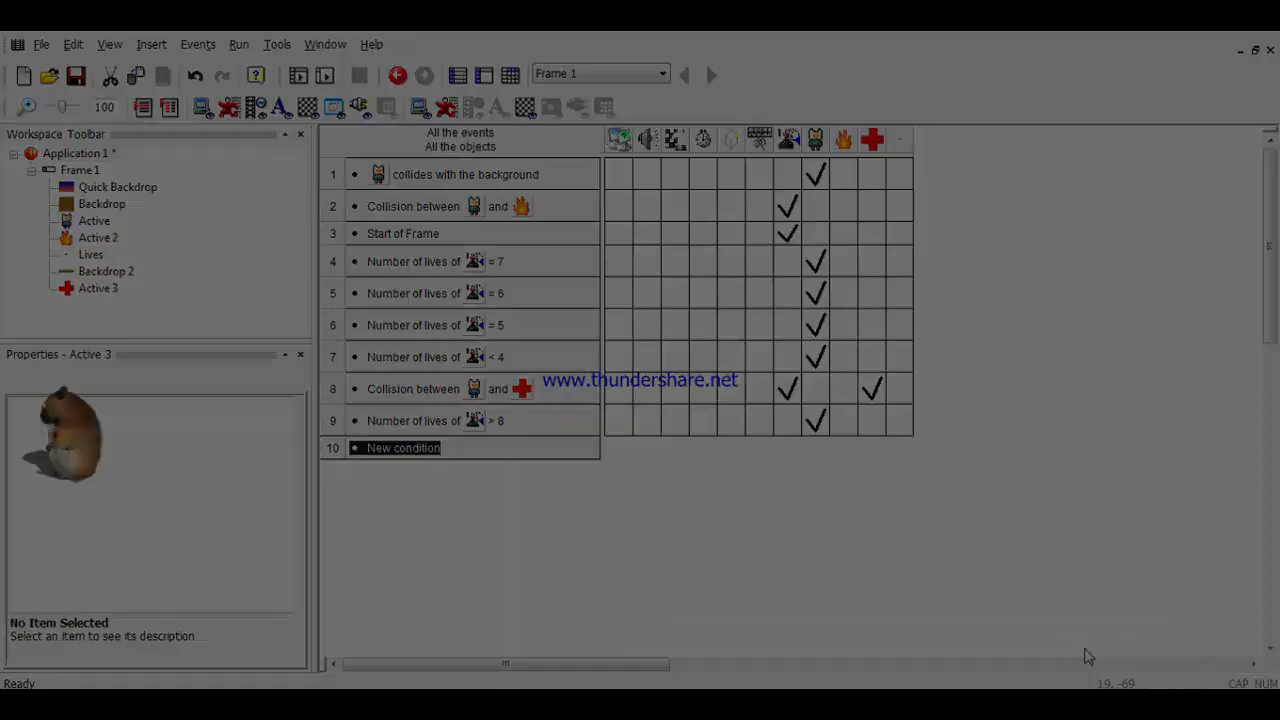 File Edit View Insert Events Run Tools Window Help
Frame 1
100
Workspace Toolbar
Application 1 *
Frame 1
Quick Backdrop
Backdrop
Active
Active 2
Lives
Backdrop 2
Active 3
Properties - Active 3
No Item Selected
Select an item to see its description
All the events
All the objects
1 • collides with the background
2 • Collision between and
3 • Start of Frame
4 • Number of lives of = 7
5 • Number of lives of = 6
6 • Number of lives of = 5
7 • Number of lives of < 4
8 • Collision between and
9 • Number of lives of > 8
10 • New condition
www.thundershare.net
Ready
19, -69
CAP NUM